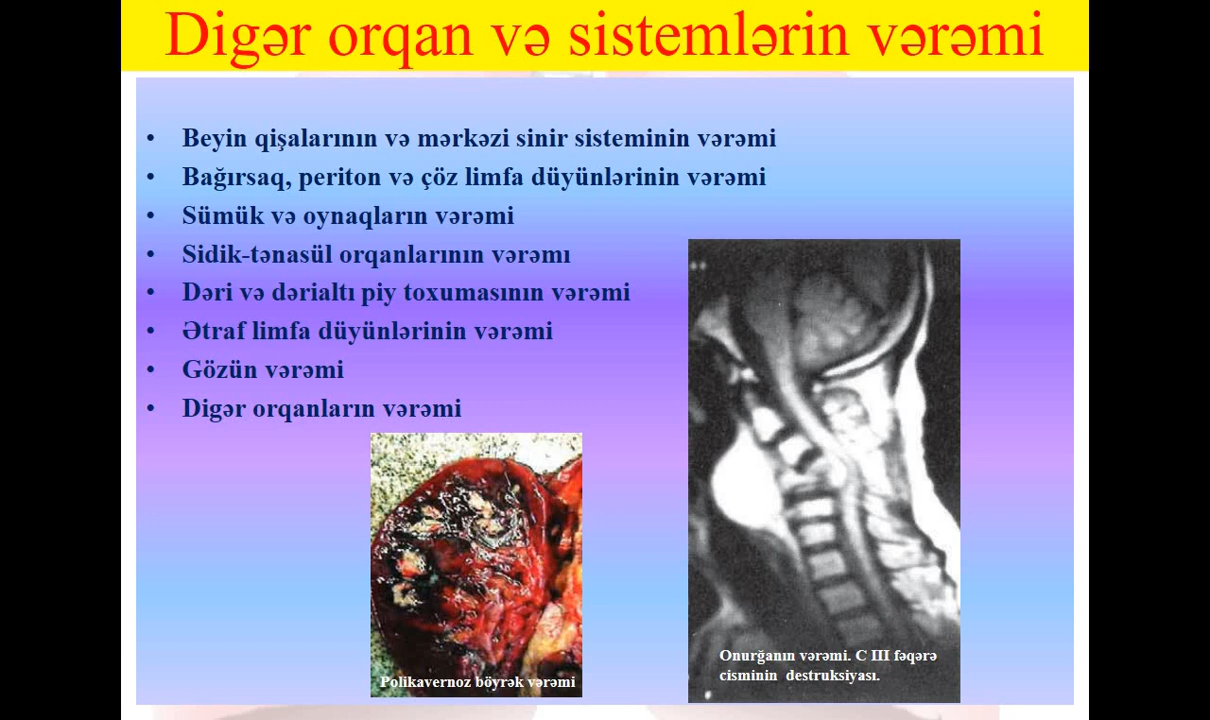 Digər orqan və sistemlərin vərəmi
• Beyin qişalarının və mərkəzi sinir sisteminin vərəmi
• Bağırsaq, periton və çöz limfa düyünlərinin vərəmi
• Sümük və oynaqların vərəmi
• Sidik-tənasül orqanlarının vərəmı
• Dəri və dərialtı piy toxumasının vərəmi
• Ətraf limfa düyünlərinin vərəmi
• Gözün vərəmi
• Digər orqanların vərəmi
Polikavernoz böyrək vərəmi
Onurğanın vərəmi. C III fəqərə
cisminin destruksiyası.